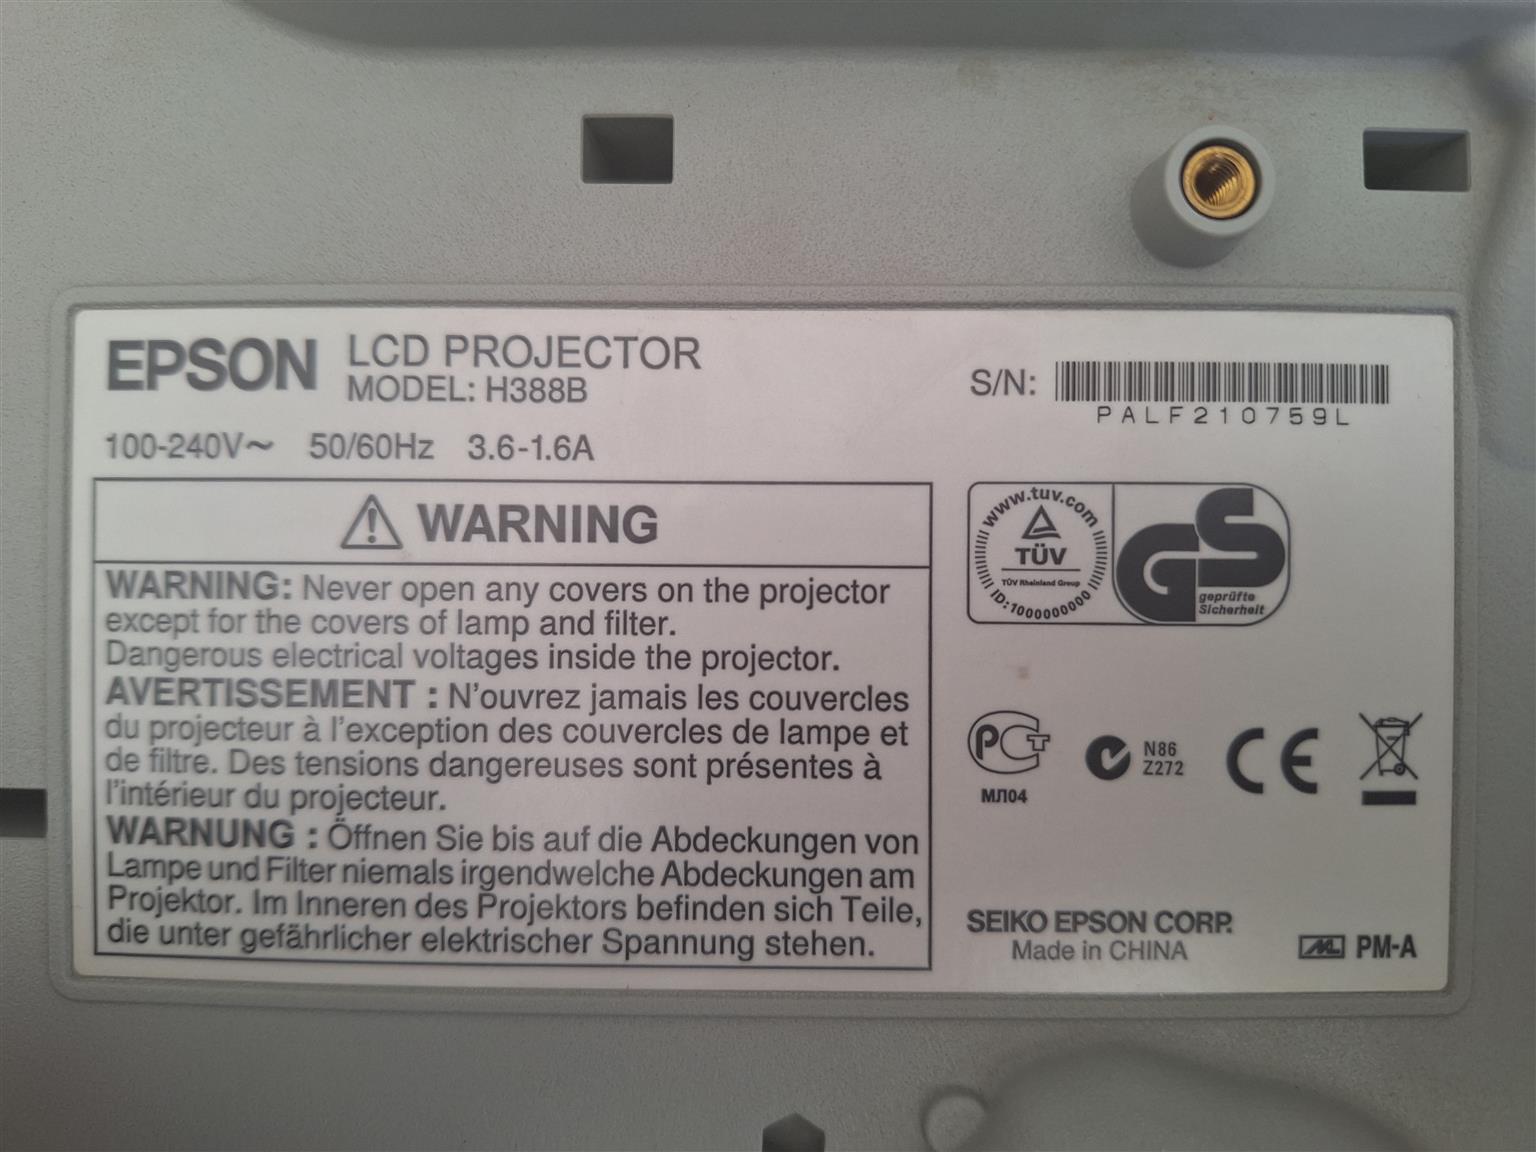 EPSON LCD PROJECTOR
MODEL: H388B
100-240V~ 50/60Hz 3.6-1.6A
S/N:
PALF210759L
WARNING
WARNING: Never open any covers on the projector
except for the covers of lamp and filter.
Dangerous electrical voltages inside the projector.
AVERTISSEMENT : N'ouvrez jamais les couvercles
du projecteur à l'exception des couvercles de lampe et
de filtre. Des tensions dangereuses sont présentes à
l'intérieur du projecteur.
WARNUNG : Öffnen Sie bis auf die Abdeckungen von
Lampe und Filter niemals irgendwelche Abdeckungen am
Projektor. Im Inneren des Projektors befinden sich Teile,
die unter gefährlicher elektrischer Spannung stehen.
www.tuv.com
TÜV
TÜV Rheinland Group
ID:1000000000
GS
geprüfte
Sicherheit
РСТ
МЛ04
N86
Z272
CE
SEIKO EPSON CORP.
Made in CHINA
ML PM-A